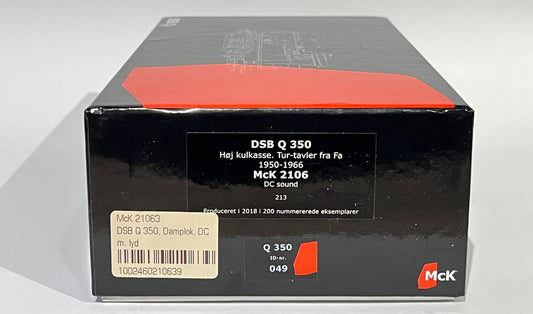 McK
DSB Q 350
Høj kulkasse. Tur-tavler fra Fa
1950-1966
McK 2106
DC sound
213
Produceret i 2018 i 200 nummererede eksemplarer
McK 21063
DSB Q 350, Damplok, DC
m. lyd
1002460210639
Q 350
ID-nr.
049
McK